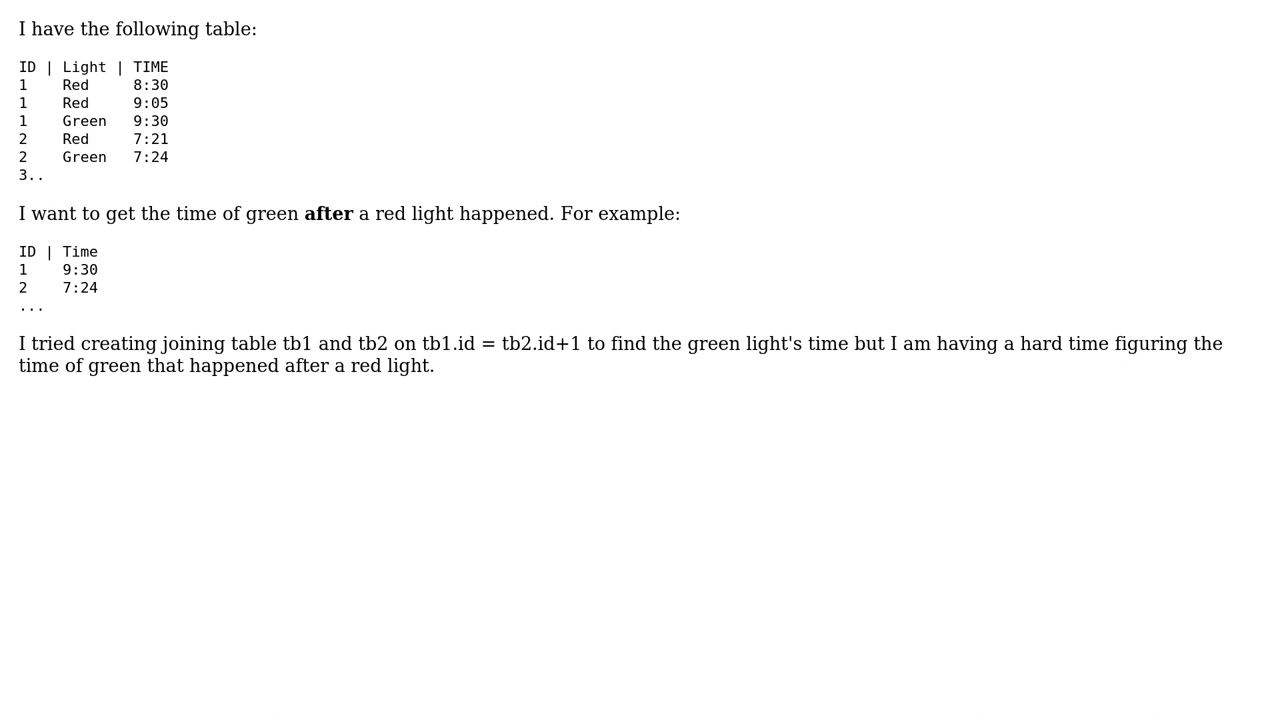 I have the following table:
ID | Light | TIME
1    Red     8:30
1    Red     9:05
1    Green   9:30
2    Red     7:21
2    Green   7:24
3..
I want to get the time of green after a red light happened. For example:
ID | Time
1    9:30
2    7:24
...
I tried creating joining table tb1 and tb2 on tb1.id = tb2.id+1 to find the green light's time but I am having a hard time figuring the
time of green that happened after a red light.